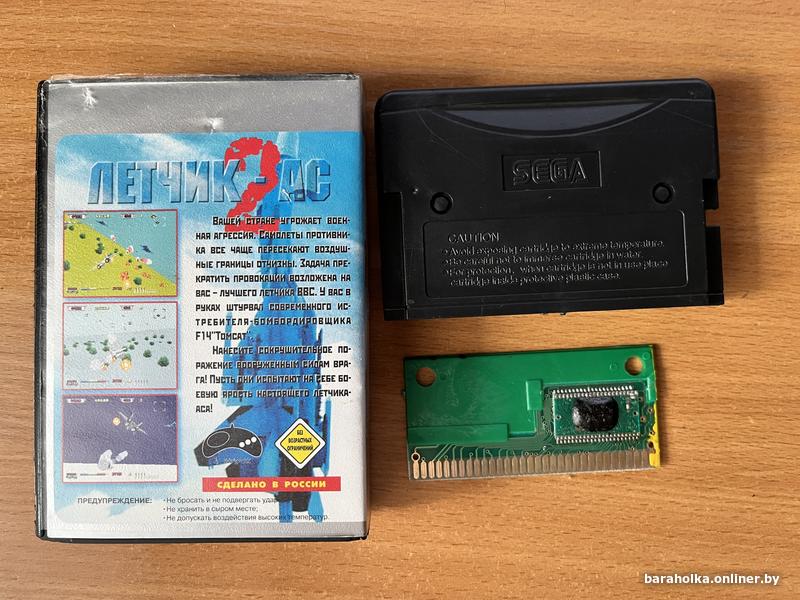 ЛЕТЧИК - АС
2
Вашей стране угрожает воен-
ная агрессия. Самолеты противни-
ка все чаще пересекают воздуш-
ные границы отчизны. Задача пре-
кратить провокации возложена на
вас – лучшего летчика ВВС. У вас в
руках штурвал современного ис-
требителя-бомбордировщика
F14"Томсат".
Нанесите сокрушительное по-
ражение вооруженным силам вра-
га! Пусть они испытают на себе бо-
евую ярость настоящего летчика-
аса!
БЕЗ
ВОЗРАСТНЫХ
ОГРАНИЧЕНИЙ
СДЕЛАНО В РОССИИ
ПРЕДУПРЕЖДЕНИЕ:
· Не бросать и не подвергать удар
· Не хранить в сыром месте;
· Не допускать воздействия высоких температур.
SEGA
CAUTION
• Avoid exposing cartridge to extreme temperature.
• Be careful not to immerse cartridge in water.
• For protection, when cartridge is not in use place
cartridge inside protective plastic case.
baraholka.onliner.by